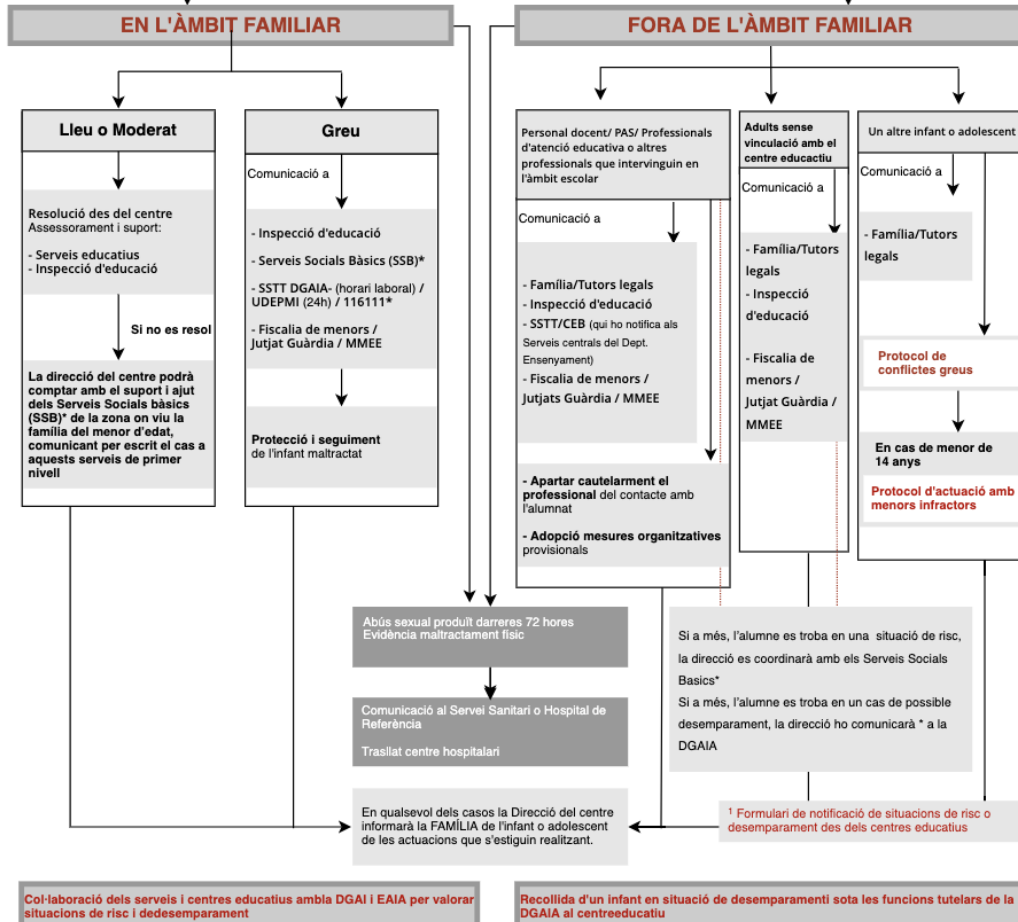 EN L'ÀMBIT FAMILIAR
Lleu o Moderat
Resolució des del centre
Assessorament i suport:
- Serveis educatius
- Inspecció d'educació
Si no es resol
La direcció del centre podrà
comptar amb el suport i ajut
dels Serveis Socials bàsics
(SSB)* de la zona on viu la
família del menor d'edat,
comunicant per escrit el cas a
aquests serveis de primer
nivell
Greu
Comunicació a
- Inspecció d'educació
- Serveis Socials Bàsics (SSB)*
- SSTT DGAIA- (horari laboral) /
UDEPMI (24h) / 116111*
- Fiscalia de menors /
Jutjat Guàrdia / MMEE
Protecció i seguiment
de l'infant maltractat
FORA DE L'ÀMBIT FAMILIAR
Personal docent/ PAS/ Professionals
d'atenció educativa o altres
professionals que intervinguin en
l'àmbit escolar
Comunicació a
- Família/Tutors legals
- Inspecció d'educació
- SSTT/CEB (qui ho notifica als
Serveis centrals del Dept.
Ensenyament)
- Fiscalia de menors /
Jutjats Guàrdia / MMEE
- Apartar cautelarment el
professional del contacte amb
l'alumnat
- Adopció mesures organitzatives
provisionals
Adults sense
vinculació amb el
centre educactiu
Comunicació a
- Família/Tutors
legals
- Inspecció
d'educació
- Fiscalia de
menors /
Jutjat Guàrdia /
MMEE
Un altre infant o adolescent
Comunicació a
- Família/Tutors
legals
Protocol de
conflictes greus
En cas de menor de
14 anys
Protocol d'actuació amb
menors infractors
Abús sexual produït darreres 72 hores
Evidència maltractament físic
Comunicació al Servei Sanitari o Hospital de
Referència
Trasllat centre hospitalari
Si a més, l'alumne es troba en una situació de risc,
la direcció es coordinarà amb els Serveis Socials
Basics*
Si a més, l'alumne es troba en un cas de possible
desemparament, la direcció ho comunicarà * a la
DGAIA
En qualsevol dels casos la Direcció del centre
informarà la FAMÍLIA de l'infant o adolescent
de les actuacions que s'estiguin realitzant.
¹ Formulari de notificació de situacions de risc o
desemparament des dels centres educatius
Col·laboració dels serveis i centres educatius ambla DGAI i EAIA per valorar
situacions de risc i dedesemparament
Recollida d'un infant en situació de desemparamenti sota les funcions tutelars de la
DGAIA al centreeducatiu